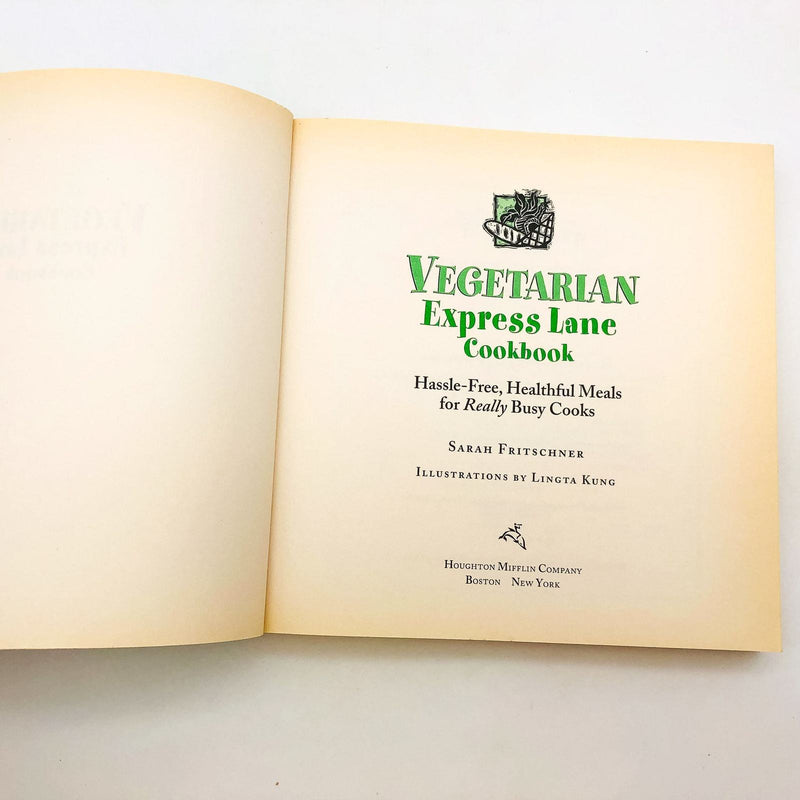 VEGETARIAN
Express Lane
Cookbook
Hassle-Free, Healthful Meals
for Really Busy Cooks
SARAH FRITSCHNER
ILLUSTRATIONS BY LINGTA KUNG
HOUGHTON MIFFLIN COMPANY
BOSTON NEW YORK